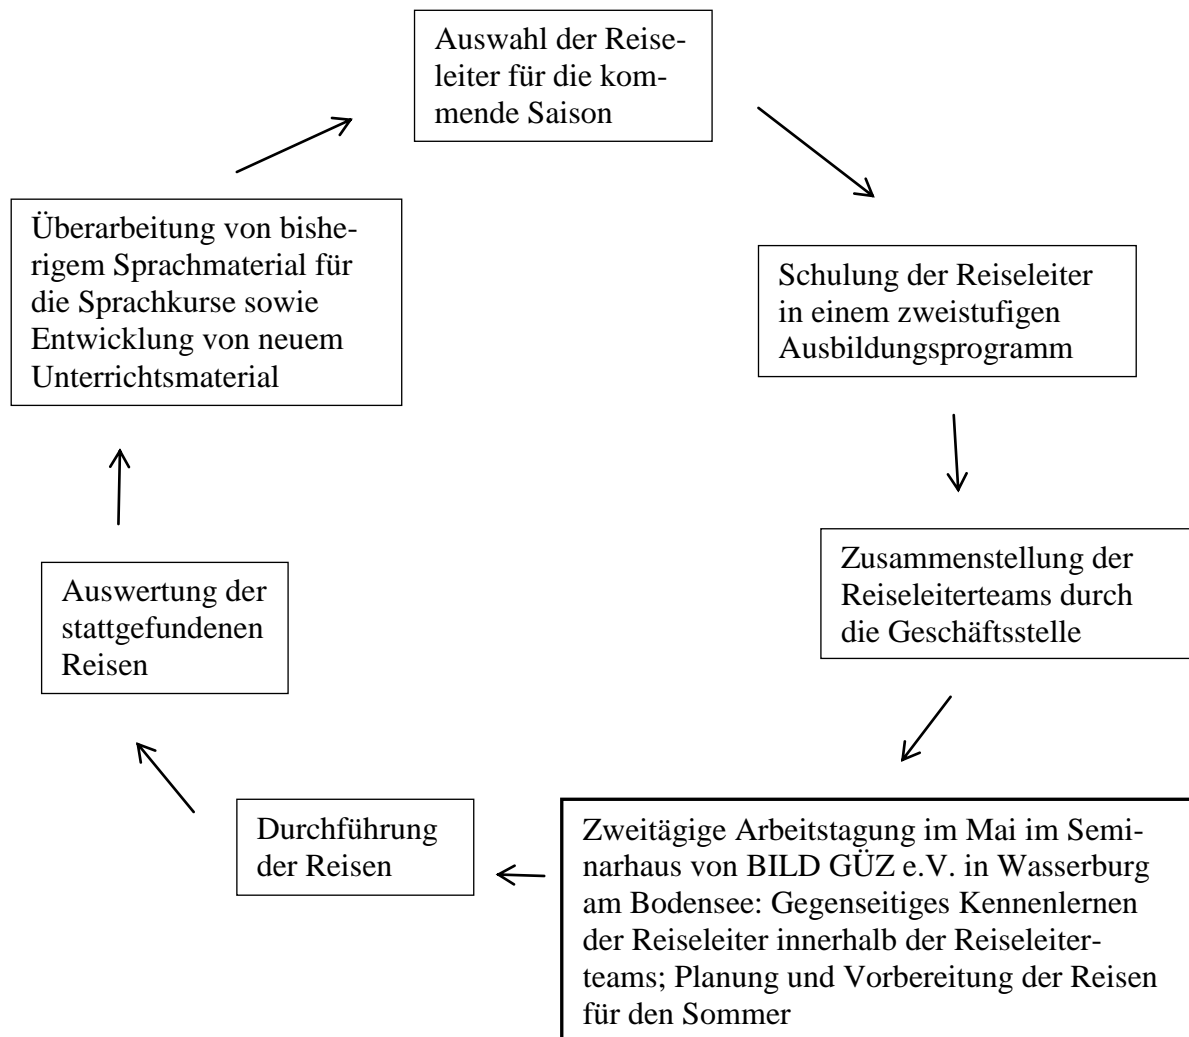 Auswahl der Reise-
leiter für die kom-
mende Saison
Schulung der Reiseleiter
in einem zweistufigen
Ausbildungsprogramm
Zusammenstellung der
Reiseleiterteams durch
die Geschäftsstelle
Zweitägige Arbeitstagung im Mai im Semi-
narhaus von BILD GÜZ e.V. in Wasserburg
am Bodensee: Gegenseitiges Kennenlernen
der Reiseleiter innerhalb der Reiseleiter-
teams; Planung und Vorbereitung der Reisen
für den Sommer
Durchführung
der Reisen
Auswertung der
stattgefundenen
Reisen
Überarbeitung von bishe-
rigem Sprachmaterial für
die Sprachkurse sowie
Entwicklung von neuem
Unterrichtsmaterial